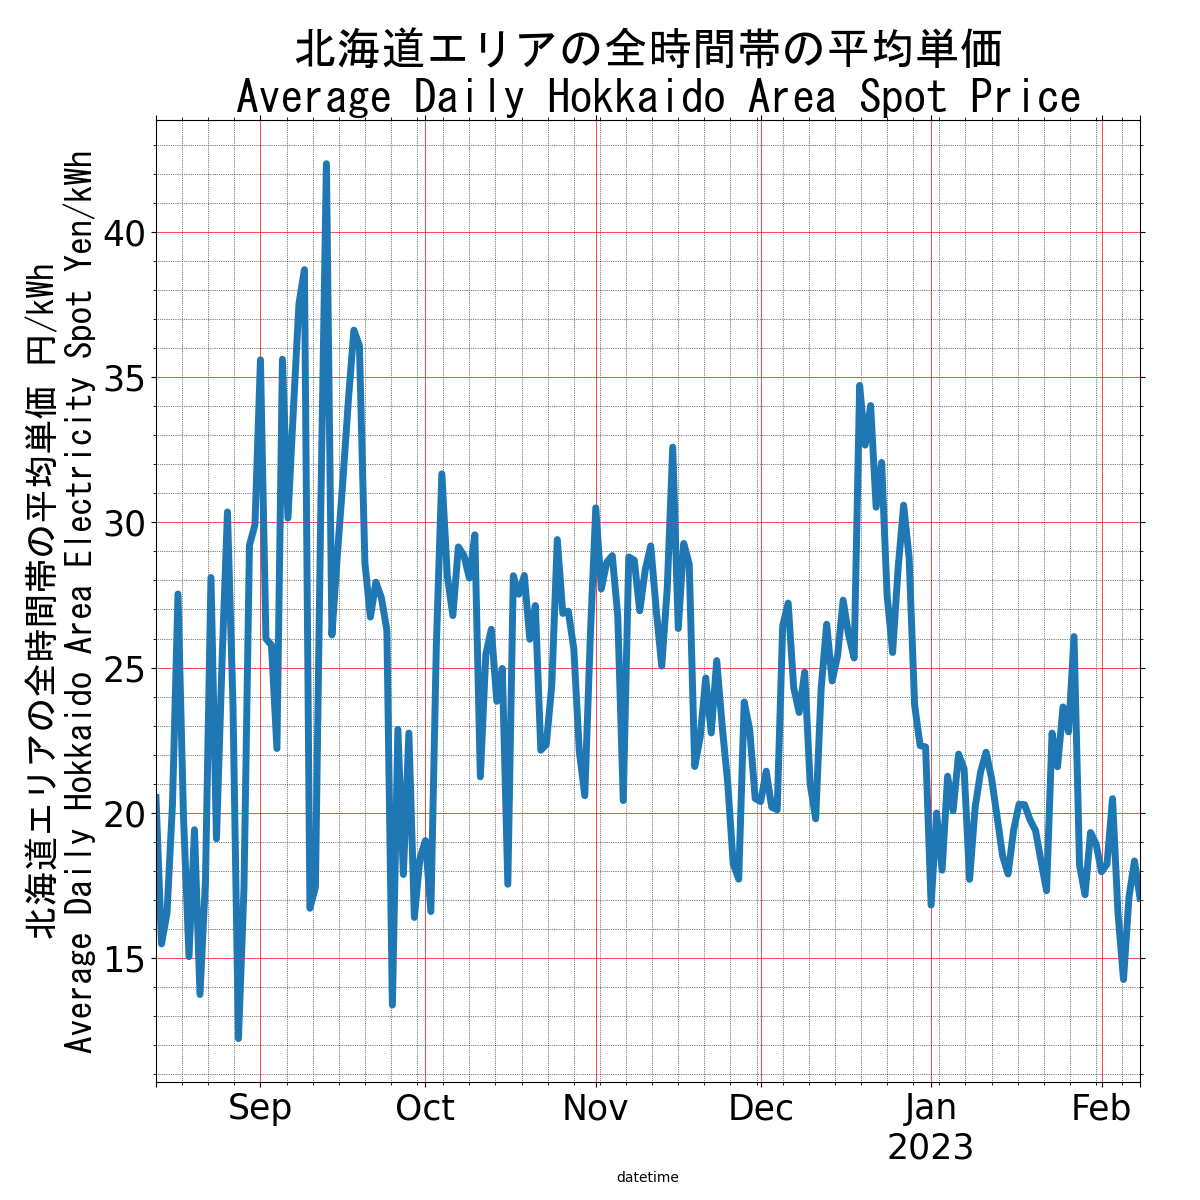 北海道エリアの全時間帯の平均単価
Average Daily Hokkaido Area Spot Price
北海道エリアの全時間帯の平均単価 円/kWh
Average Daily Hokkaido Area Electricity Spot Yen/kWh
40
35
30
25
20
15
Sep
Oct
Nov
Dec
Jan
2023
Feb
datetime